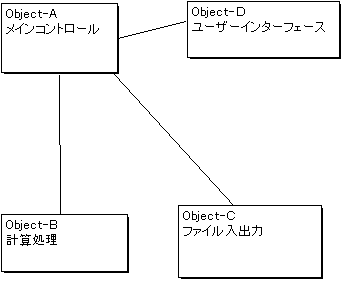 Object-A
メインコントロール
Object-D
ユーザーインターフェース
Object-B
計算処理
Object-C
ファイル入出力